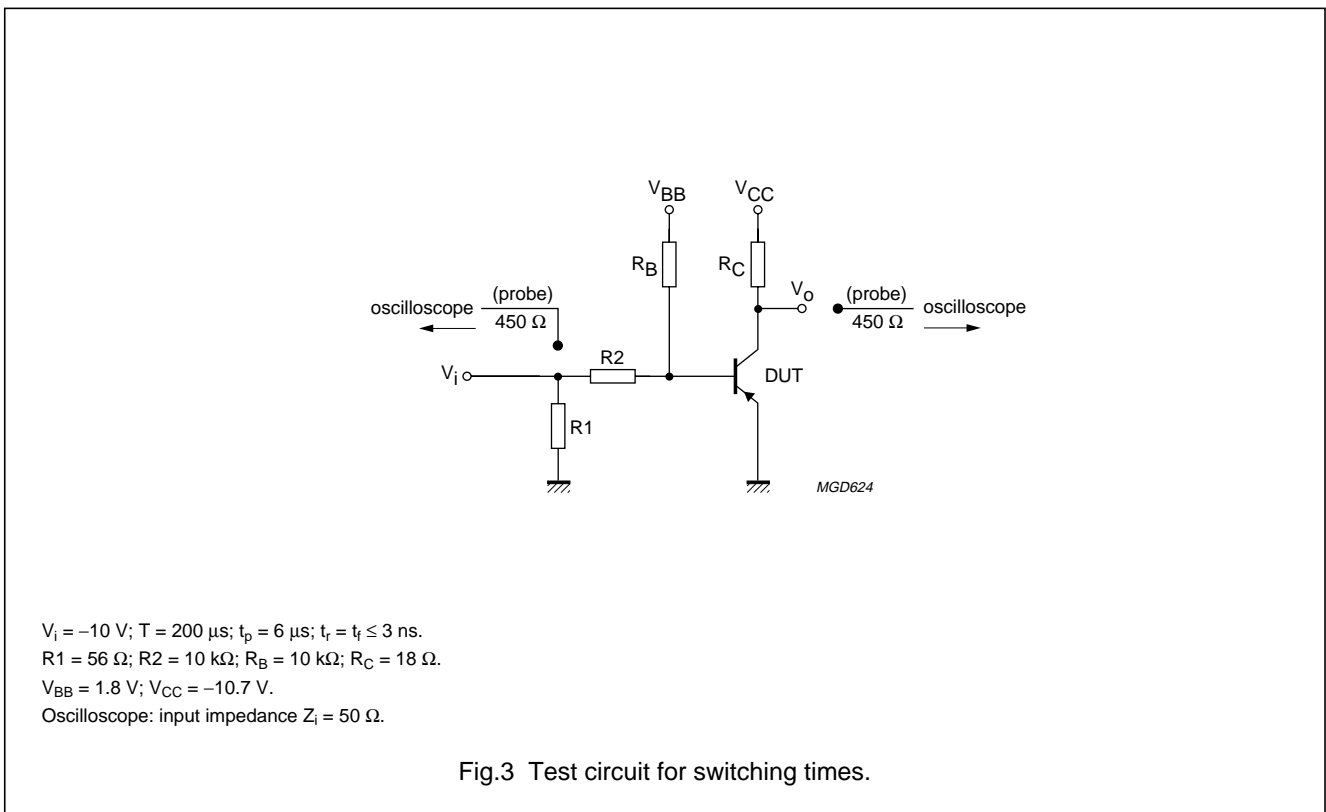 V_BB
V_CC
R_B
R_C
V_o
(probe)
oscilloscope
450 Ω
(probe)
oscilloscope
450 Ω
R2
V_i
DUT
R1
MGD624
V_i = −10 V; T = 200 μs; t_p = 6 μs; t_r = t_f ≤ 3 ns.
R1 = 56 Ω; R2 = 10 kΩ; R_B = 10 kΩ; R_C = 18 Ω.
V_BB = 1.8 V; V_CC = −10.7 V.
Oscilloscope: input impedance Z_i = 50 Ω.
Fig.3 Test circuit for switching times.